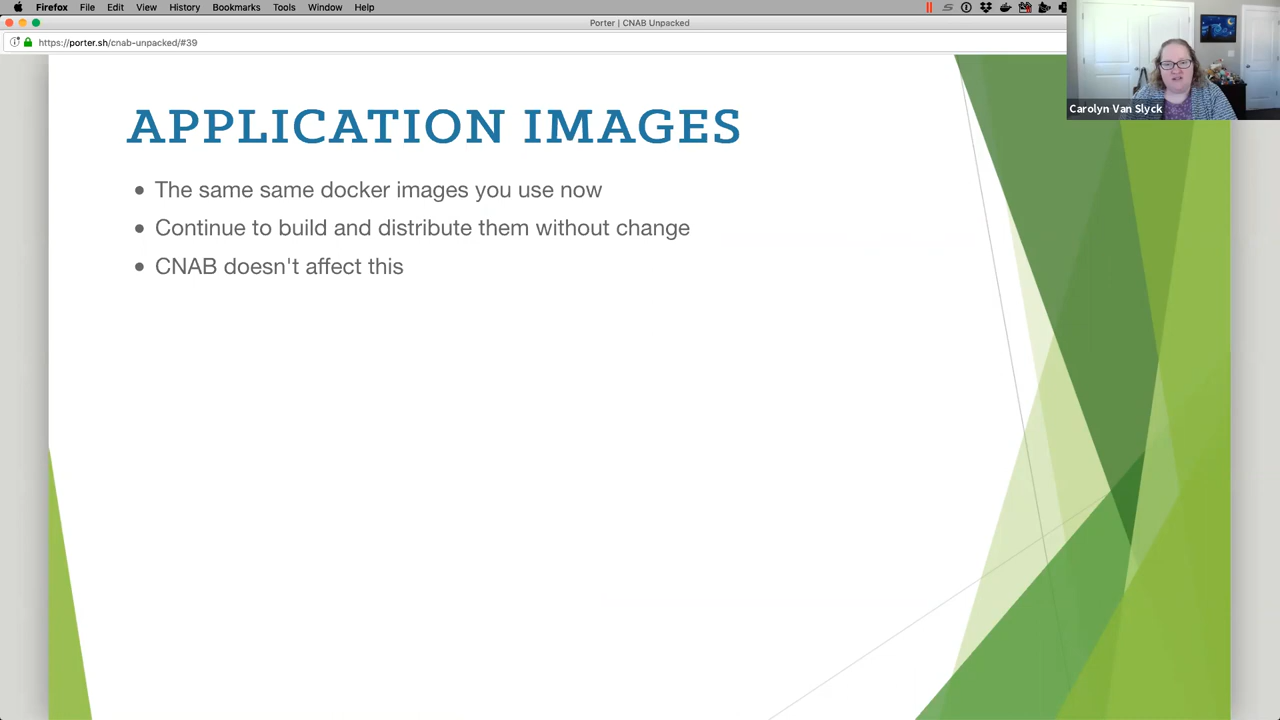 Firefox File Edit View History Bookmarks Tools Window Help
Porter | CNAB Unpacked
https://porter.sh/cnab-unpacked/#39
Carolyn Van Slyck
APPLICATION IMAGES
• The same same docker images you use now
• Continue to build and distribute them without change
• CNAB doesn't affect this